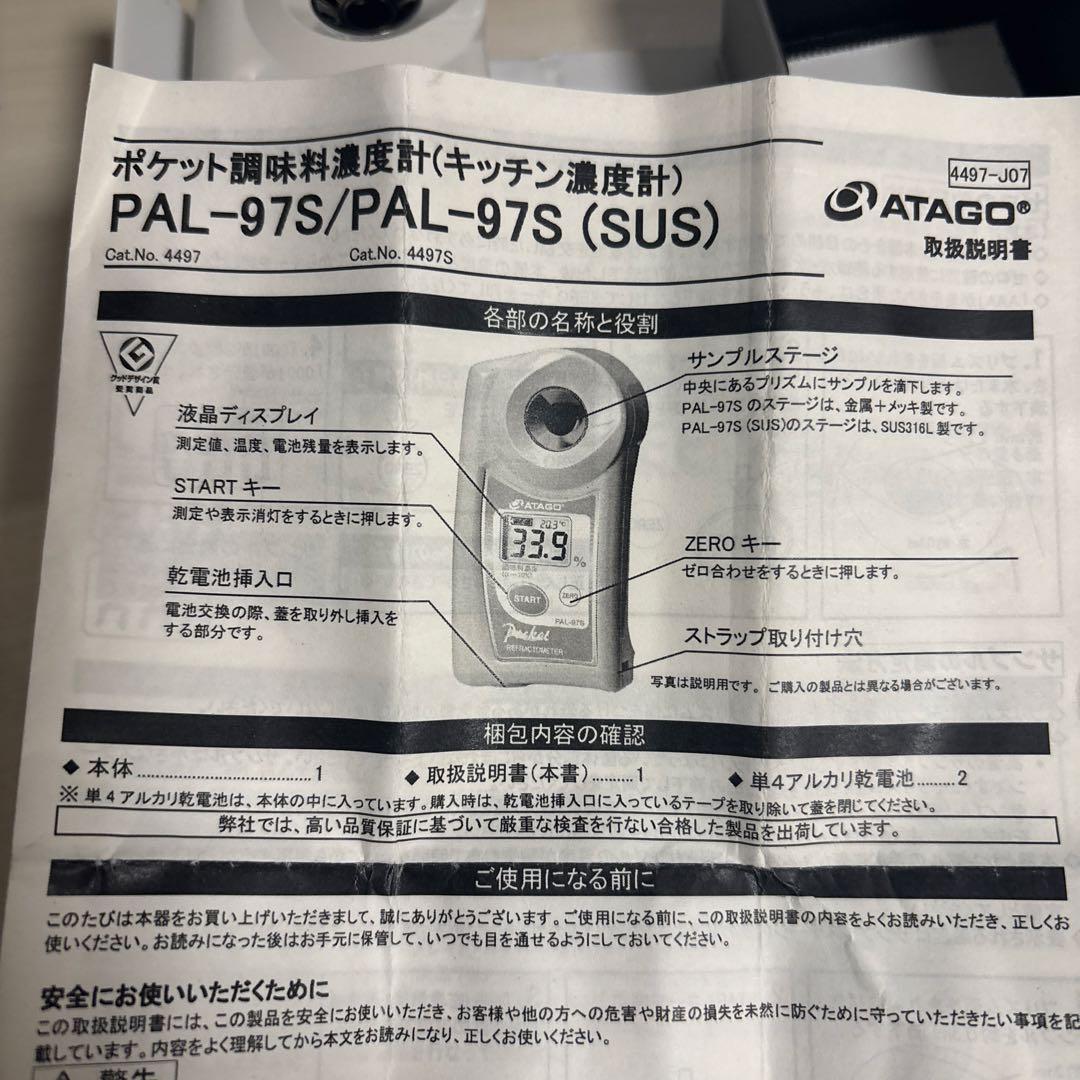 ポケット調味料濃度計(キッチン濃度計)
PAL-97S/PAL-97S (SUS)
Cat.No. 4497
Cat.No. 4497S
4497-J07
ATAGO®
取扱説明書
各部の名称と役割
グッドデザイン賞
受賞商品
液晶ディスプレイ
測定値、温度、電池残量を表示します。
START キー
測定や表示消灯をするときに押します。
乾電池挿入口
電池交換の際、蓋を取り外し挿入を
する部分です。
ATAGO
20.3℃
33.9
%
START
ZERO
PAL-97S
Pocket
REFRACTOMETER
サンプルステージ
中央にあるプリズムにサンプルを滴下します。
PAL-97S のステージは、金属＋メッキ製です。
PAL-97S (SUS)のステージは、SUS316L 製です。
ZERO キー
ゼロ合わせをするときに押します。
ストラップ取り付け穴
写真は説明用です。ご購入の製品とは異なる場合がございます。
梱包内容の確認
◆ 本体..................................1
◆ 取扱説明書(本書)..........1
◆ 単4アルカリ乾電池.........2
※ 単4アルカリ乾電池は、本体の中に入っています。購入時は、乾電池挿入口に入っているテープを取り除いて蓋を閉じてください。
弊社では、高い品質保証に基づいて厳重な検査を行ない合格した製品を出荷しています。
ご使用になる前に
このたびは本器をお買い上げいただきまして、誠にありがとうございます。ご使用になる前に、この取扱説明書の内容をよくお読みいただき、正しくお
使いください。お読みになった後はお手元に保管して、いつでも目を通せるようにしておいてください。
安全にお使いいただくために
この取扱説明書には、この製品を安全にお使いいただき、お客様や他の方への危害や財産の損失を未然に防ぐために守っていただきたい事項を記
載しています。内容をよく理解してから本文をお読みになり、正しくお使いください。
警告